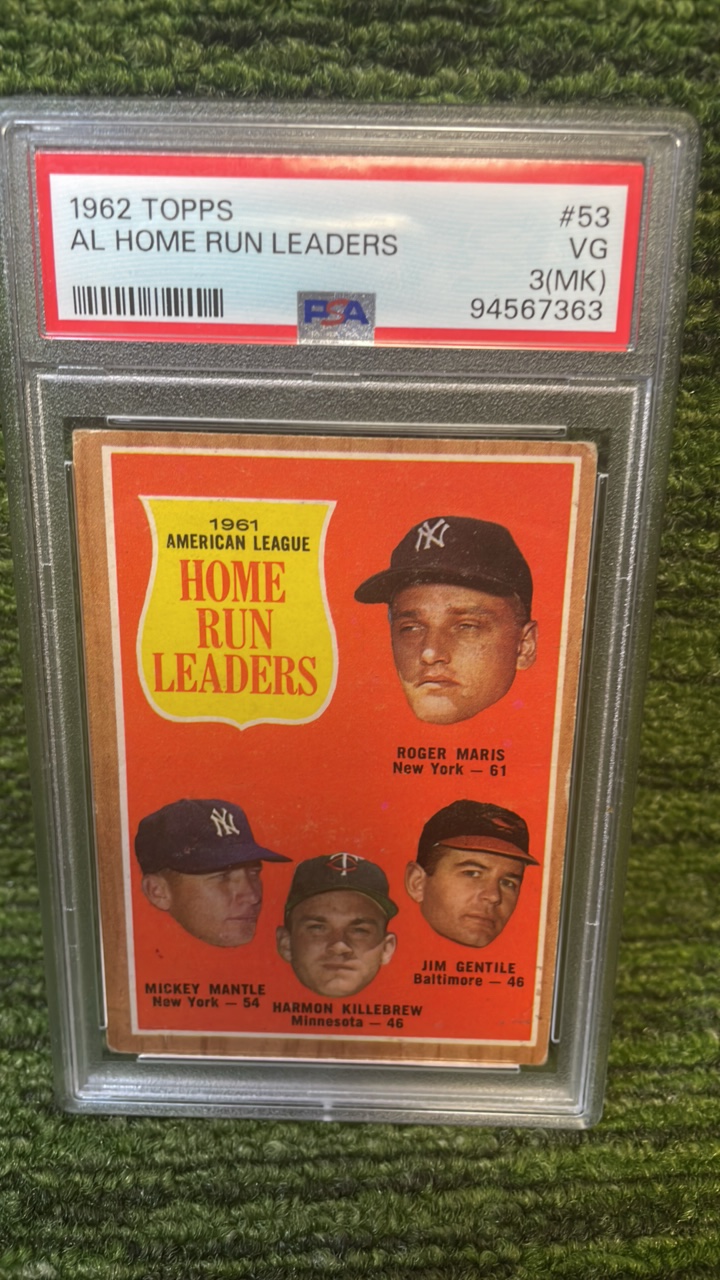 1962 TOPPS
AL HOME RUN LEADERS
#53
VG
3(MK)
94567363
PSA
1961
AMERICAN LEAGUE
HOME
RUN
LEADERS
NY
ROGER MARIS
New York — 61
NY
MICKEY MANTLE
New York — 54
TC
HARMON KILLEBREW
Minnesota — 46
JIM GENTILE
Baltimore — 46